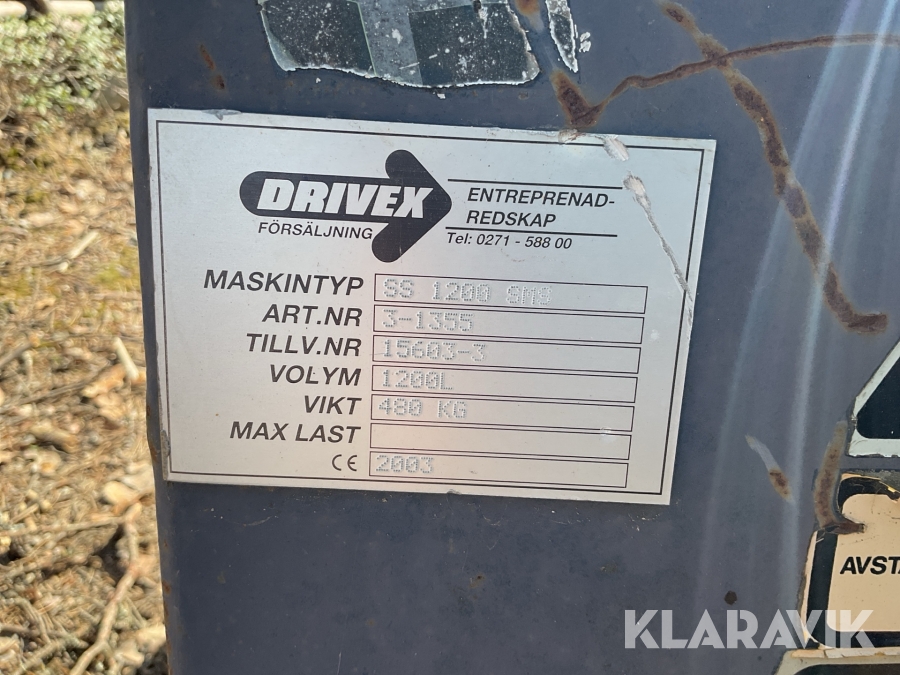 DRIVEX
FÖRSÄLJNING
ENTREPRENAD-
REDSKAP
Tel: 0271 - 588 00
MASKINTYP SS 1200 SMS
ART.NR 3-1355
TILLV.NR 15603-3
VOLYM 1200L
VIKT 480 KG
MAX LAST
CE 2003
KLARAVIK